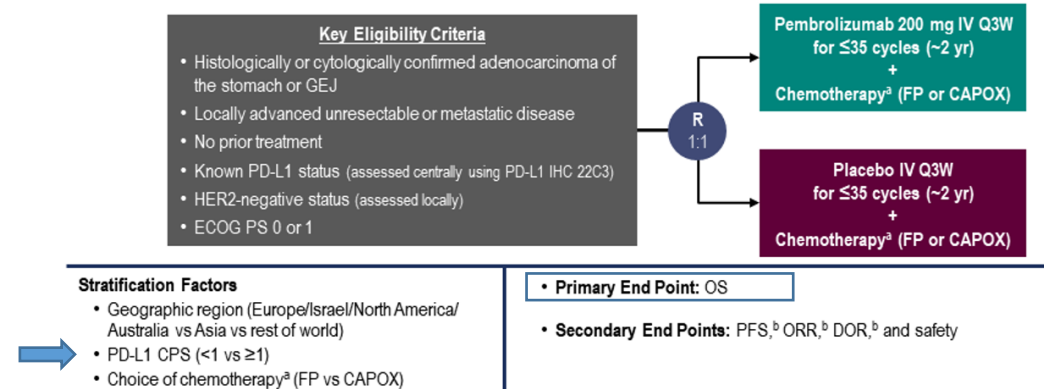 Key Eligibility Criteria
• Histologically or cytologically confirmed adenocarcinoma of
the stomach or GEJ
• Locally advanced unresectable or metastatic disease
• No prior treatment
• Known PD-L1 status (assessed centrally using PD-L1 IHC 22C3)
• HER2-negative status (assessed locally)
• ECOG PS 0 or 1
R
1:1
Pembrolizumab 200 mg IV Q3W
for ≤35 cycles (~2 yr)
+
Chemotherapyᵃ (FP or CAPOX)
Placebo IV Q3W
for ≤35 cycles (~2 yr)
+
Chemotherapyᵃ (FP or CAPOX)
Stratification Factors
• Geographic region (Europe/Israel/North America/
Australia vs Asia vs rest of world)
• PD-L1 CPS (<1 vs ≥1)
• Choice of chemotherapyᵃ (FP vs CAPOX)
• Primary End Point: OS
• Secondary End Points: PFS,ᵇ ORR,ᵇ DOR,ᵇ and safety